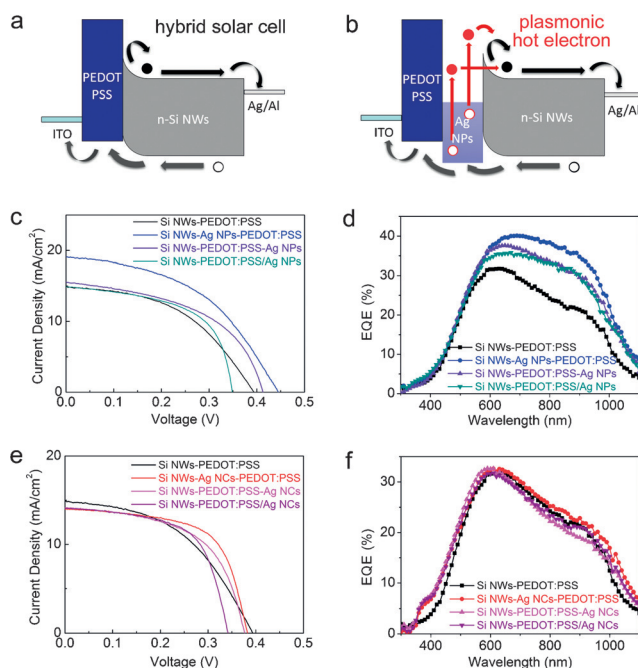 a
hybrid solar cell
PEDOT
PSS
n-Si NWs
Ag/Al
ITO
b
plasmonic
hot electron
PEDOT
PSS
Ag
NPs
n-Si NWs
Ag/Al
ITO
c
Si NWs-PEDOT:PSS
Si NWs-Ag NPs-PEDOT:PSS
Si NWs-PEDOT:PSS-Ag NPs
Si NWs-PEDOT:PSS/Ag NPs
Current Density (mA/cm²)
20
10
0
0.0 0.1 0.2 0.3 0.4 0.5
Voltage (V)
d
EQE (%)
50
40
30
20
10
0
Si NWs-PEDOT:PSS
Si NWs-Ag NPs-PEDOT:PSS
Si NWs-PEDOT:PSS-Ag NPs
Si NWs-PEDOT:PSS/Ag NPs
400 600 800 1000
Wavelength (nm)
e
Si NWs-PEDOT:PSS
Si NWs-Ag NCs-PEDOT:PSS
Si NWs-PEDOT:PSS-Ag NCs
Si NWs-PEDOT:PSS/Ag NCs
Current Density (mA/cm²)
20
10
0
0.0 0.1 0.2 0.3 0.4 0.5
Voltage (V)
f
EQE (%)
30
20
10
0
Si NWs-PEDOT:PSS
Si NWs-Ag NCs-PEDOT:PSS
Si NWs-PEDOT:PSS-Ag NCs
Si NWs-PEDOT:PSS/Ag NCs
400 600 800 1000
Wavelength (nm)